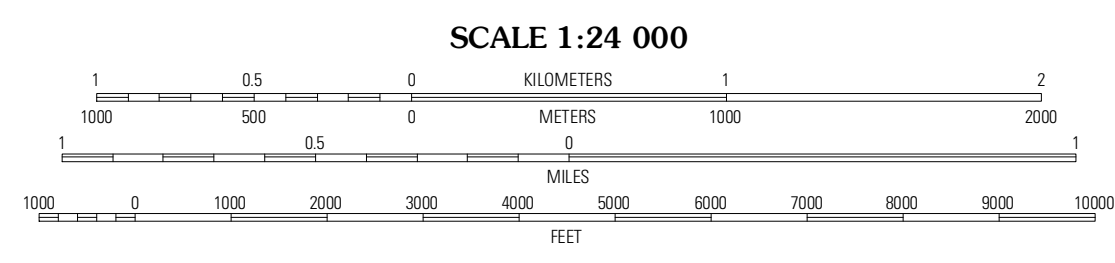 SCALE 1:24 000
1 0.5 0 KILOMETERS 1 2
1000 500 0 METERS 1000 2000
1 0.5 0 1
MILES
1000 0 1000 2000 3000 4000 5000 6000 7000 8000 9000 10000
FEET